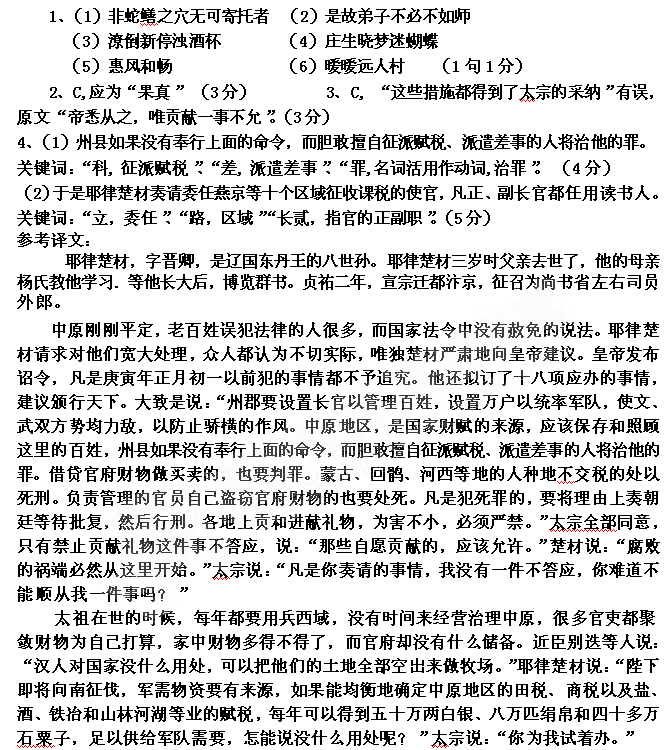 1、（1）非蛇鳝之穴无可寄托者　（2）是故弟子不必不如师
（3）潦倒新停浊酒杯　（4）庄生晓梦迷蝴蝶
（5）惠风和畅　（6）暧暧远人村　（1句1分）
2、C,应为“果真”（3分）　3、C，“这些措施都得到了太宗的采纳”有误，
原文“帝悉从之，唯贡献一事不允”。（3分）
4、（1）州县如果没有奉行上面的命令，而胆敢擅自征派赋税、派遣差事的人将治他的罪。
关键词：“科, 征派赋税”、“差, 派遣差事”、“罪,名词活用作动词,治罪”。（4分）
（2）于是耶律楚材奏请委任燕京等十个区域征收课税的使官，凡正、副长官都任用读书人。
关键词：“立，委任”、“路，区域”“长贰，指官的正副职”。（5分）
参考译文：
耶律楚材，字晋卿，是辽国东丹王的八世孙。耶律楚材三岁时父亲去世了，他的母亲
杨氏教他学习．等他长大后，博览群书。贞祐二年，宣宗迁都汴京，征召为尚书省左右司员
外郎。
中原刚刚平定，老百姓误犯法律的人很多，而国家法令中没有赦免的说法。耶律楚
材请求对他们宽大处理，众人都认为不切实际，唯独楚材严肃地向皇帝建议。皇帝发布
诏令，凡是庚寅年正月初一以前犯的事情都不予追究。他还拟订了十八项应办的事情，
建议颁行天下。大致是说：“州郡要设置长官以管理百姓，设置万户以统率军队，使文、
武双方势均力敌，以防止骄横的作风。中原地区，是国家财赋的来源，应该保存和照顾
这里的百姓，州县如果没有奉行上面的命令，而胆敢擅自征派赋税、派遣差事的人将治他的
罪。借贷官府财物做买卖的，也要判罪。蒙古、回鹘、河西等地的人种地不交税的处以
死刑。负责管理的官员自己盗窃官府财物的也要处死。凡是犯死罪的，要将理由上奏朝
廷等待批复，然后行刑。各地上贡和进献礼物，为害不小，必须严禁。”太宗全部同意，
只有禁止贡献礼物这件事不答应，说：“那些自愿贡献的，应该允许。”楚材说：“腐败
的祸端必然从这里开始。”太宗说：“凡是你奏请的事情，我没有一件不答应，你难道不
能顺从我一件事吗？”
太祖在世的时候，每年都要用兵西域，没有时间来经营治理中原，很多官吏都聚
敛财物为自己打算，家中财物多得不得了，而官府却没有什么储备。近臣别迭等人说：
“汉人对国家没什么用处，可以把他们的土地全部空出来做牧场。”耶律楚材说：“陛下
即将向南征伐，军需物资要有来源，如果能均衡地确定中原地区的田税、商税以及盐、
酒、铁冶和山林河湖等业的赋税，每年可以得到五十万两白银、八万匹绢帛和四十多万
石粟子，足以供给军队需要，怎能说没什么用处呢？”太宗说：“你为我试着办。”